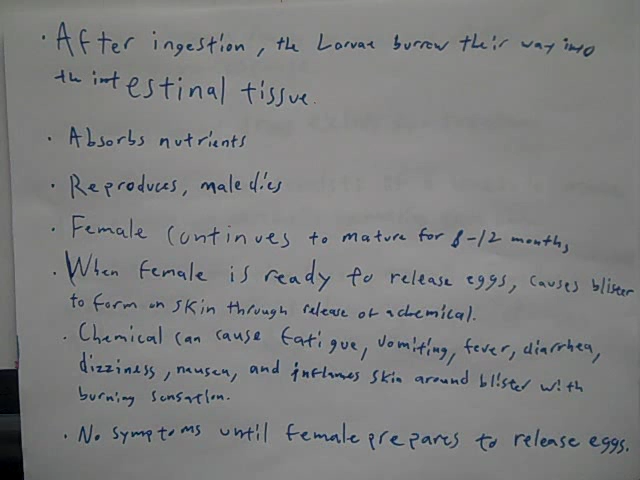 · After ingestion, the Larvae burrow their way into
the intestinal tissue.
· Absorbs nutrients
· Reproduces, male dies
· Female continues to mature for 8-12 months,
· When female is ready to release eggs, causes blister
to form on skin through release of a chemical.
· Chemical can cause fatigue, vomiting, fever, diarrhea,
dizziness, nausea, and inflames skin around blister with
burning sensation.
· No symptoms until female prepares to release eggs.